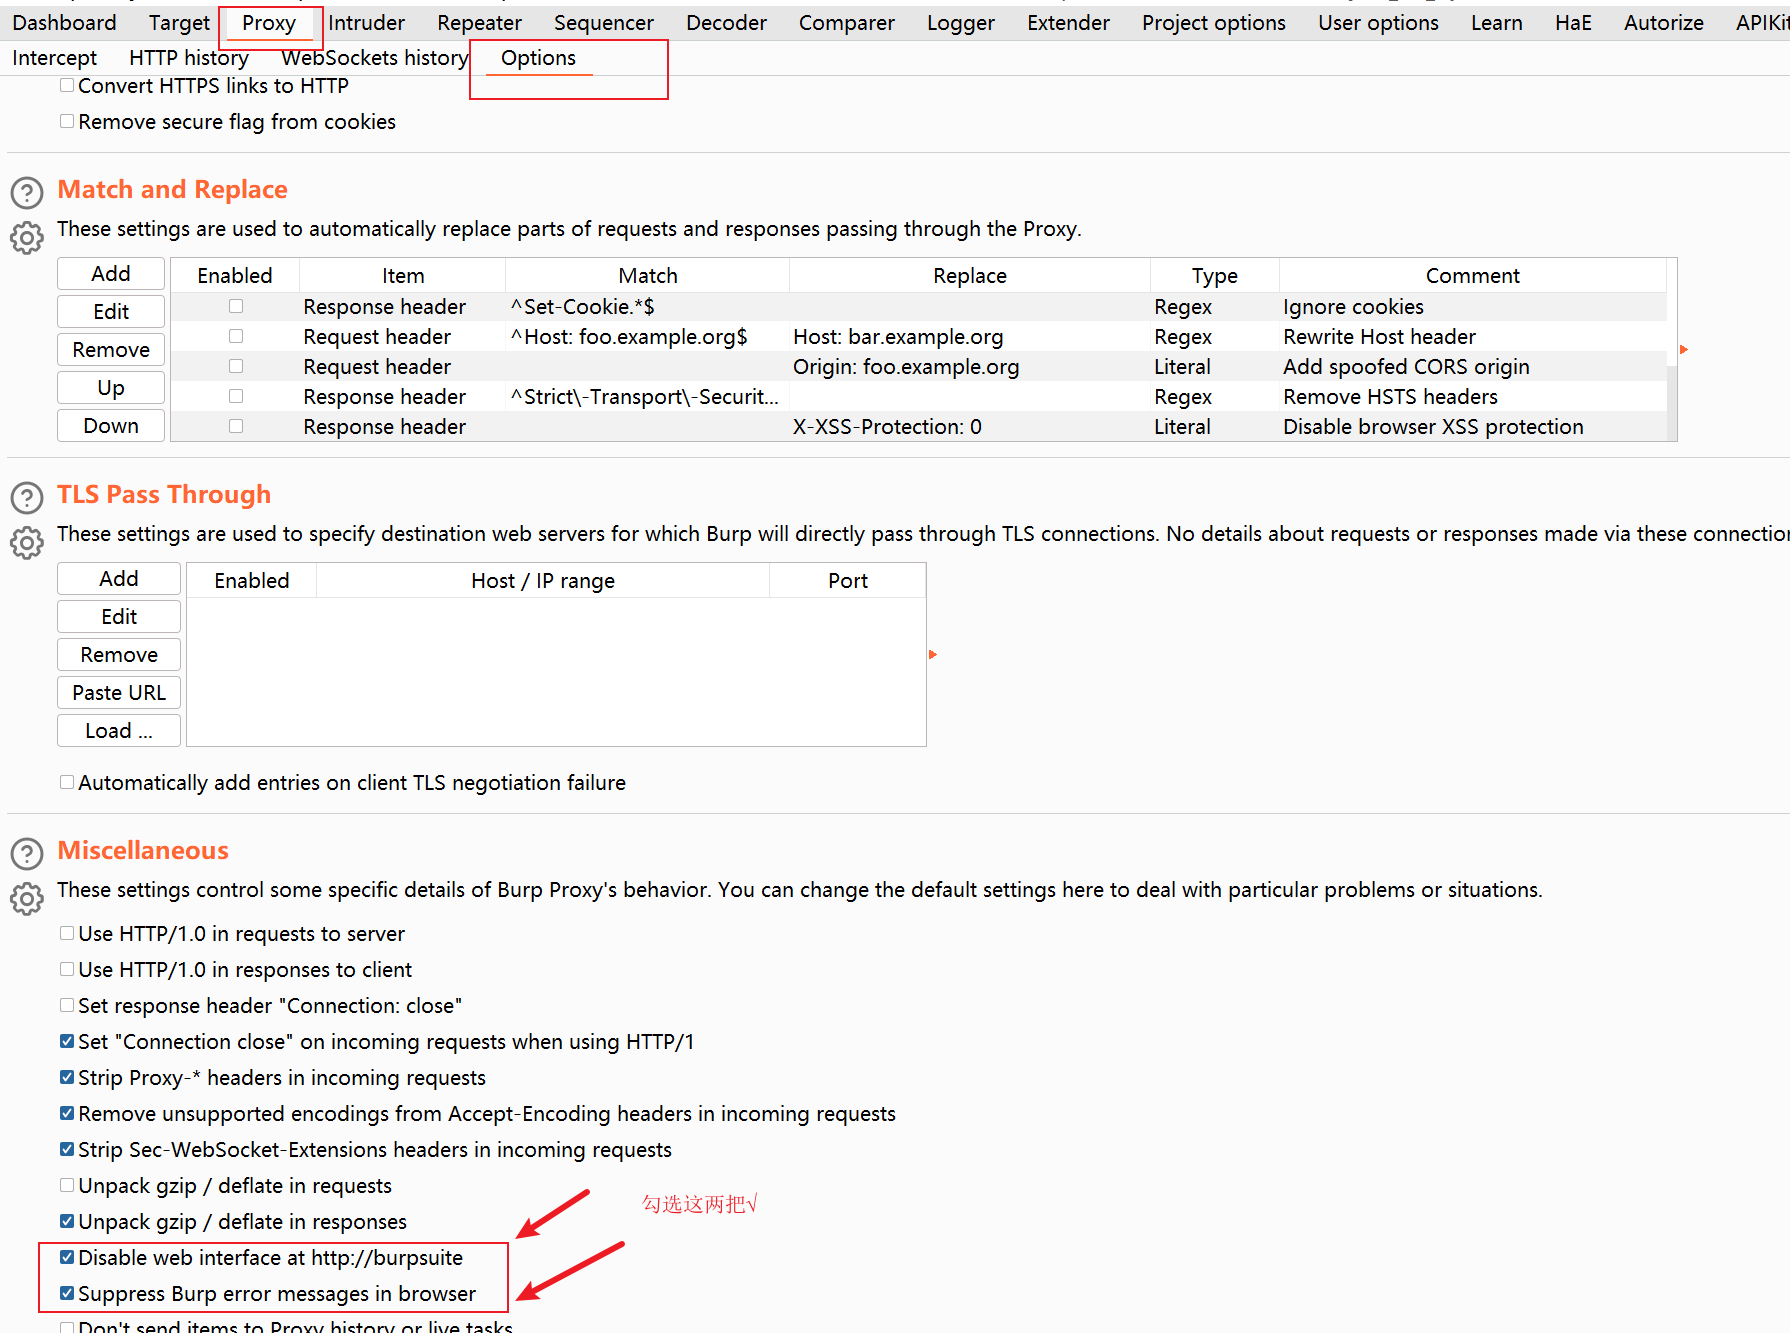 Dashboard Target Proxy Intruder Repeater Sequencer Decoder Comparer Logger Extender Project options User options Learn HaE Autorize APIKit
Intercept HTTP history WebSockets history Options
Convert HTTPS links to HTTP
Remove secure flag from cookies
Match and Replace
These settings are used to automatically replace parts of requests and responses passing through the Proxy.
Add
Edit
Remove
Up
Down
Enabled Item Match Replace Type Comment
Response header ^Set-Cookie.*$ Regex Ignore cookies
Request header ^Host: foo.example.org$ Host: bar.example.org Regex Rewrite Host header
Request header Origin: foo.example.org Literal Add spoofed CORS origin
Response header ^Strict\-Transport\-Securit... Regex Remove HSTS headers
Response header X-XSS-Protection: 0 Literal Disable browser XSS protection
TLS Pass Through
These settings are used to specify destination web servers for which Burp will directly pass through TLS connections. No details about requests or responses made via these connection
Add
Edit
Remove
Paste URL
Load ...
Enabled Host / IP range Port
Automatically add entries on client TLS negotiation failure
Miscellaneous
These settings control some specific details of Burp Proxy's behavior. You can change the default settings here to deal with particular problems or situations.
Use HTTP/1.0 in requests to server
Use HTTP/1.0 in responses to client
Set response header "Connection: close"
Set "Connection close" on incoming requests when using HTTP/1
Strip Proxy-* headers in incoming requests
Remove unsupported encodings from Accept-Encoding headers in incoming requests
Strip Sec-WebSocket-Extensions headers in incoming requests
Unpack gzip / deflate in requests
勾选这两把√
Unpack gzip / deflate in responses
Disable web interface at http://burpsuite
Suppress Burp error messages in browser
Don't send items to Proxy history or live tasks